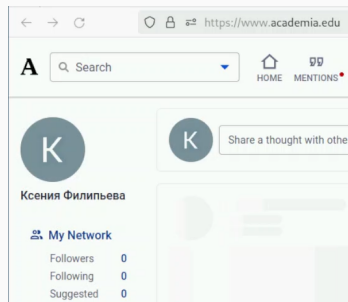 https://www.academia.edu
A
Search
HOME
MENTIONS
K
K
Share a thought with othe
Ксения Филипьева
My Network
Followers 0
Following 0
Suggested 0